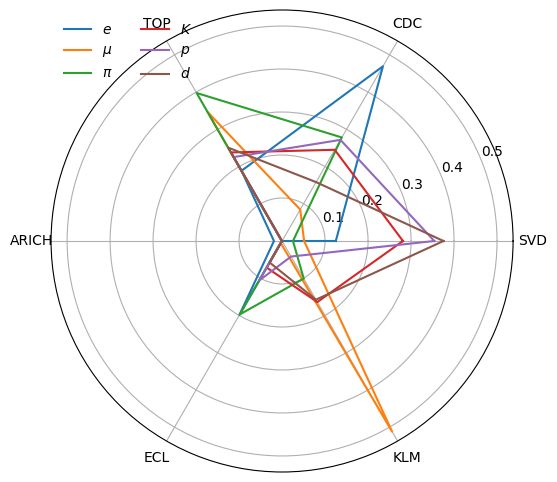 TOP
CDC
e K
μ p
π d
0.5
0.4
0.3
0.2
0.1
ARICH
SVD
ECL
KLM